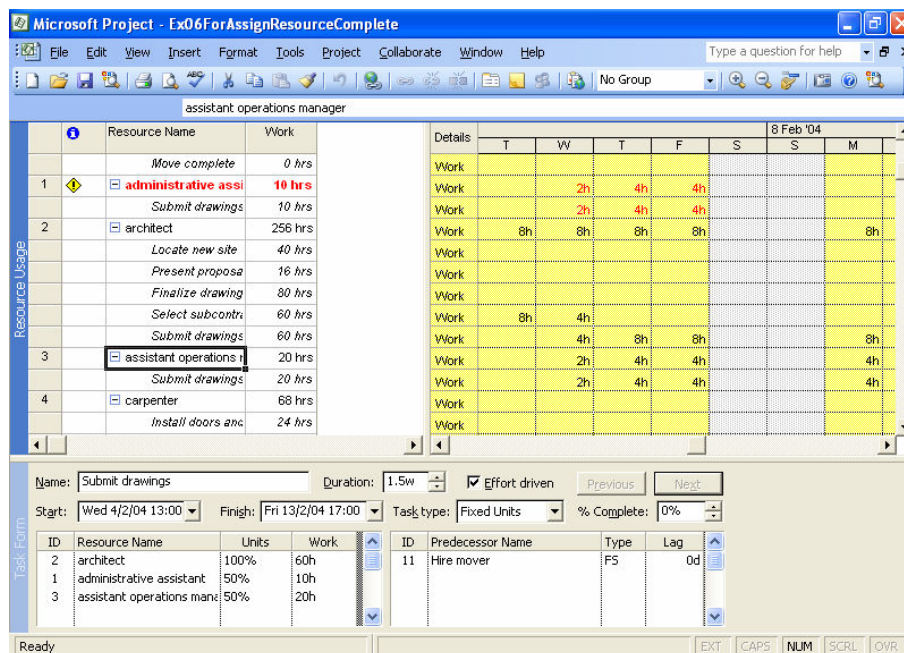 Microsoft Project - Ex06ForAssignResourceComplete
File Edit View Insert Format Tools Project Collaborate Window Help Type a question for help
No Group
assistant operations manager
Resource Name Work Details 8 Feb '04
T W T F S S M
Move complete 0 hrs Work
1 administrative assi 10 hrs Work 2h 4h 4h
Submit drawings 10 hrs Work 2h 4h 4h
2 architect 256 hrs Work 8h 8h 8h 8h 8h
Locate new site 40 hrs Work
Present proposa 16 hrs Work
Finalize drawing 80 hrs Work
Select subcontra 60 hrs Work 8h 4h
Submit drawings 60 hrs Work 4h 8h 8h 8h
3 assistant operations r 20 hrs Work 2h 4h 4h 4h
Submit drawings 20 hrs Work 2h 4h 4h 4h
4 carpenter 68 hrs Work
Install doors and 24 hrs Work
Resource Usage
Name: Submit drawings Duration: 1.5w Effort driven Previous Next
Start: Wed 4/2/04 13:00 Finish: Fri 13/2/04 17:00 Task type: Fixed Units % Complete: 0%
ID Resource Name Units Work ID Predecessor Name Type Lag
2 architect 100% 60h 11 Hire mover FS 0d
1 administrative assistant 50% 10h
3 assistant operations mana 50% 20h
Task Form
Ready EXT CAPS NUM SCRL OVR